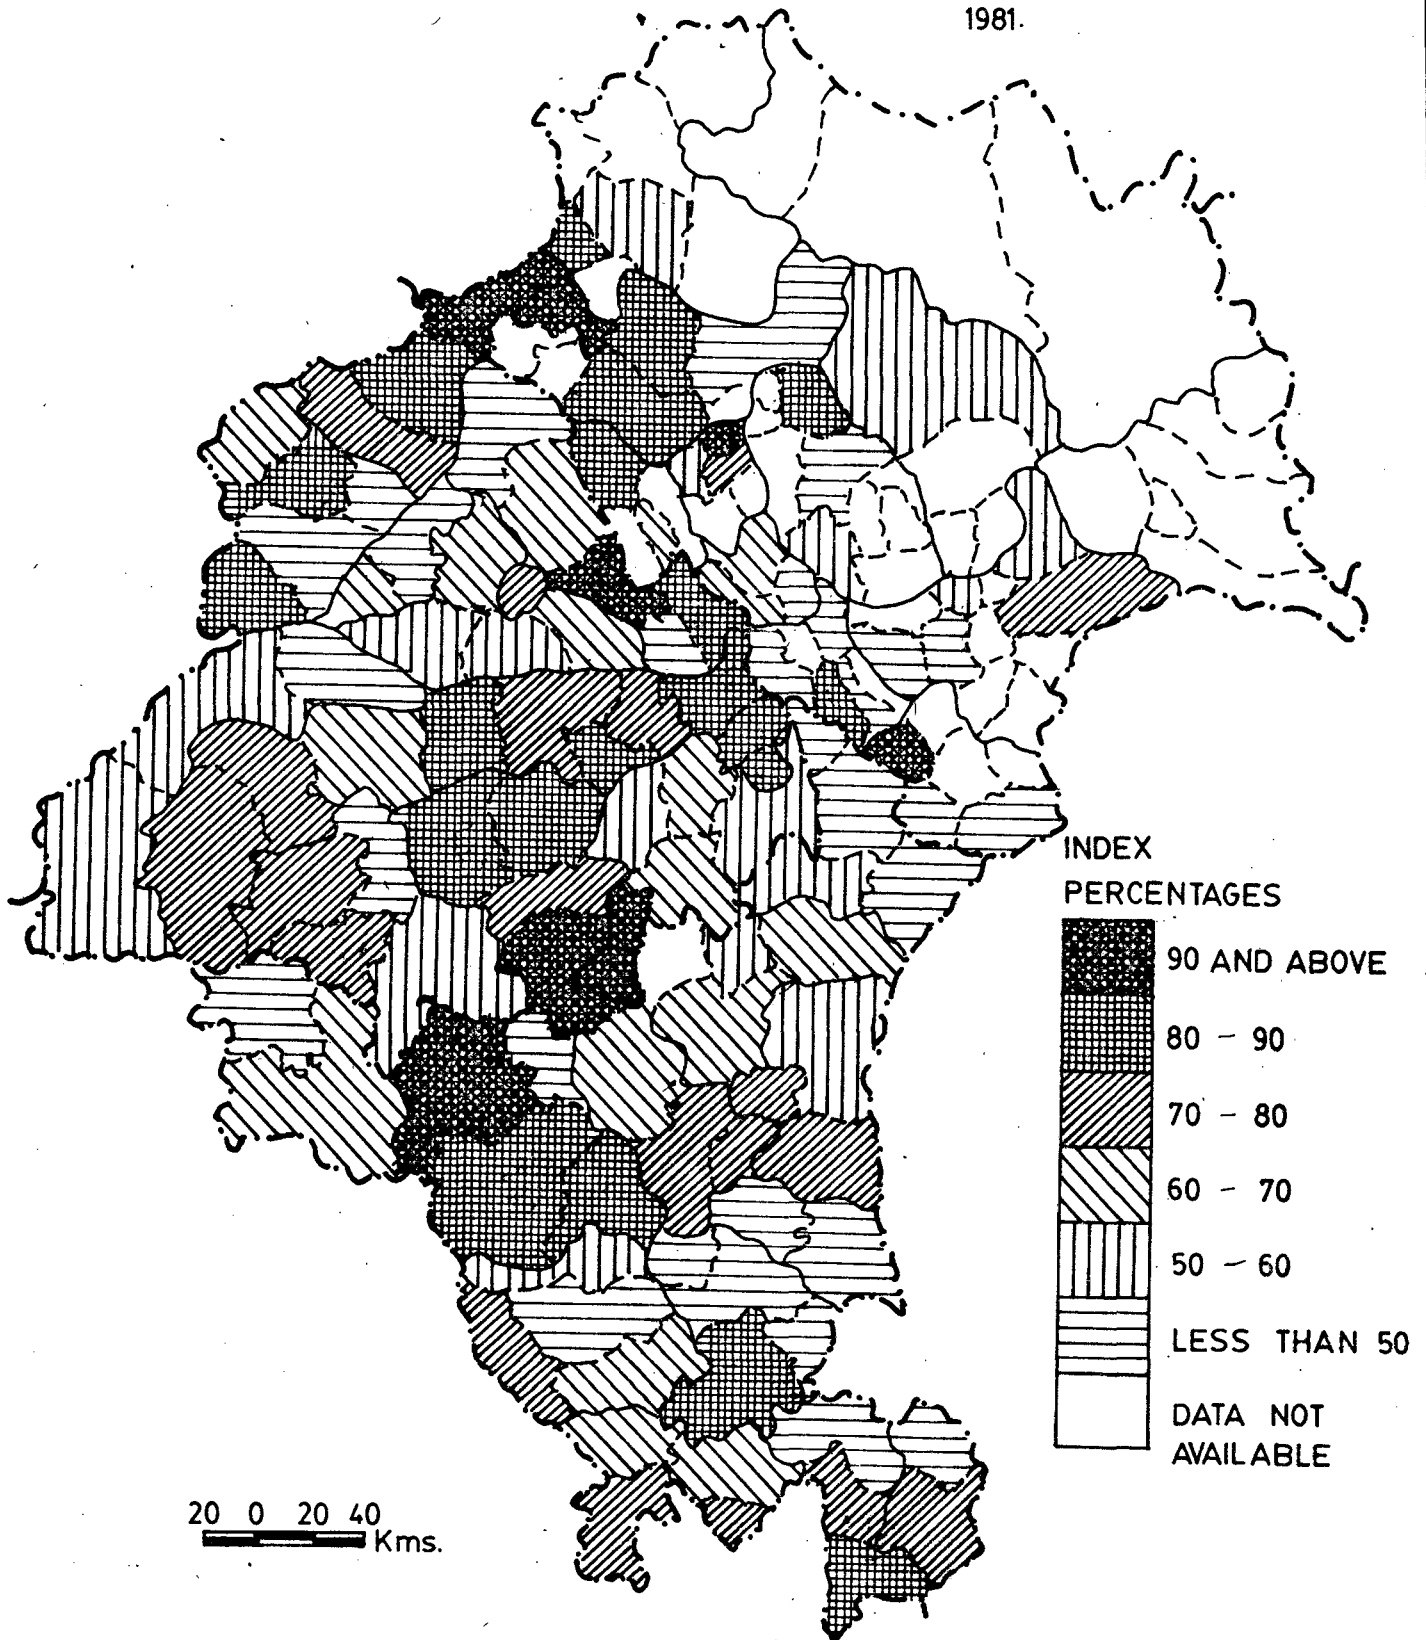 1981.
INDEX
PERCENTAGES
90 AND ABOVE
80 - 90
70 - 80
60 - 70
50 - 60
LESS THAN 50
DATA NOT
AVAILABLE
20 0 20 40
Kms.